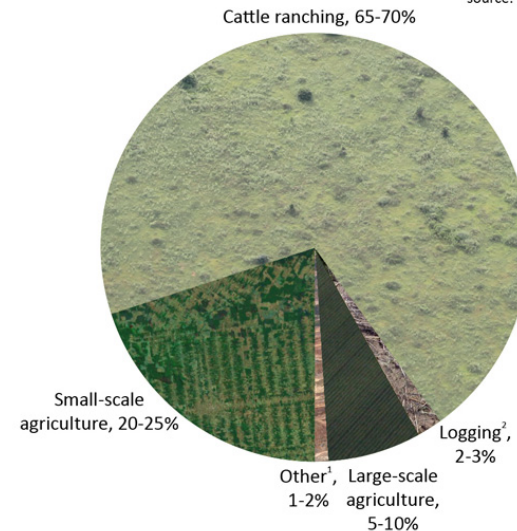 source:
Cattle ranching, 65-70%
Small-scale
agriculture, 20-25%
Other¹,
1-2%
Large-scale
agriculture,
5-10%
Logging²,
2-3%